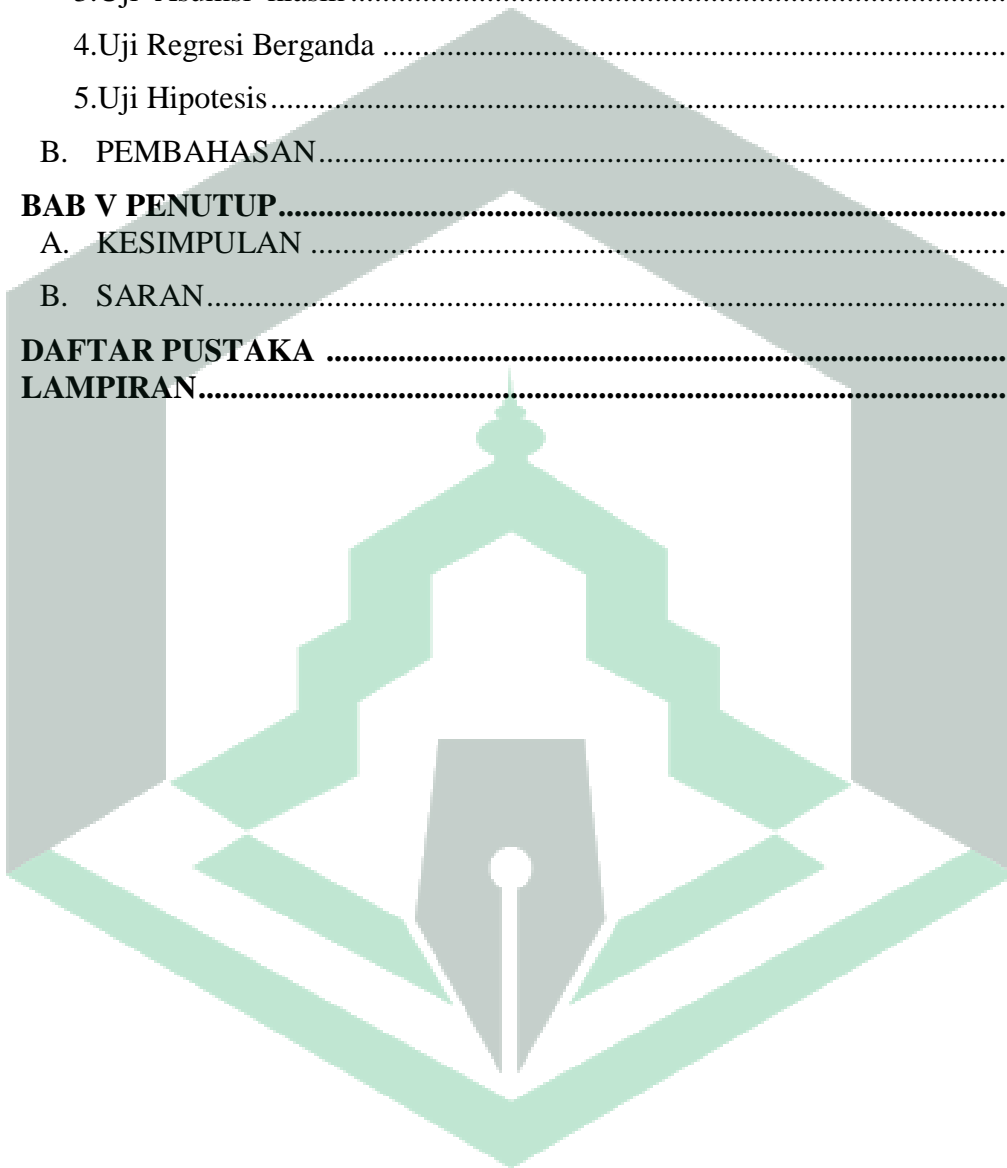 4.Uji Regresi Berganda ........................................................................
5.Uji Hipotesis........................................................................................
B. PEMBAHASAN....................................................................................
BAB V PENUTUP........................................................................................
A. KESIMPULAN ....................................................................................
B. SARAN..................................................................................................
DAFTAR PUSTAKA ..................................................................................
LAMPIRAN..................................................................................................